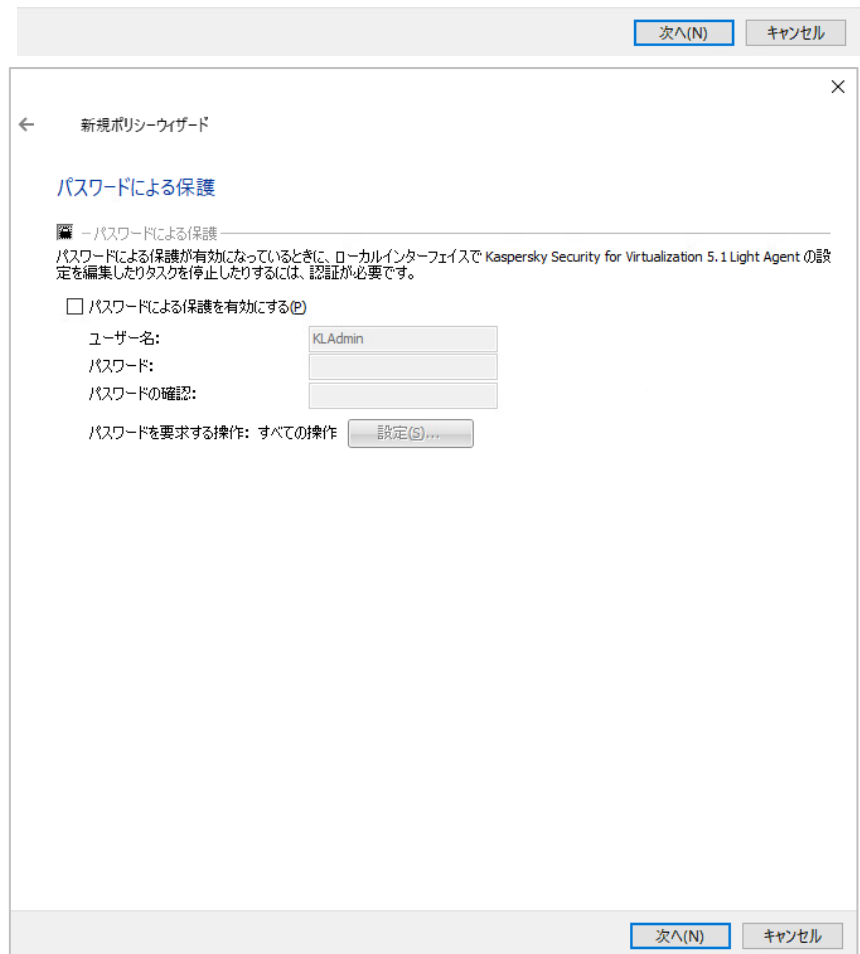 次へ(N) キャンセル
新規ポリシーウィザード
パスワードによる保護
パスワードによる保護
パスワードによる保護が有効になっているときに、ローカルインターフェイスで Kaspersky Security for Virtualization 5.1 Light Agent の設
定を編集したりタスクを停止したりするには、認証が必要です。
パスワードによる保護を有効にする(P)
ユーザー名: KLAdmin
パスワード:
パスワードの確認:
パスワードを要求する操作: すべての操作 設定(S)...
次へ(N) キャンセル